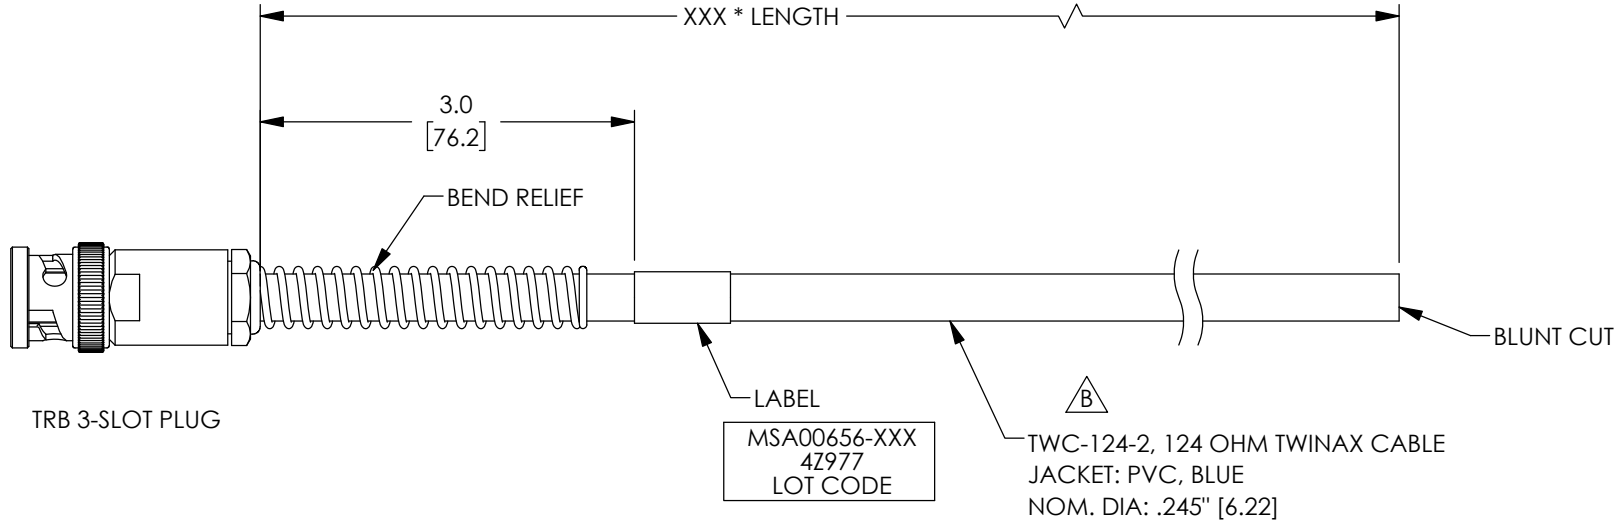 XXX * LENGTH
3.0
[76.2]
BEND RELIEF
BLUNT CUT
TRB 3-SLOT PLUG
LABEL
MSA00656-XXX
4Z977
LOT CODE
B
TWC-124-2, 124 OHM TWINAX CABLE
JACKET: PVC, BLUE
NOM. DIA: .245" [6.22]